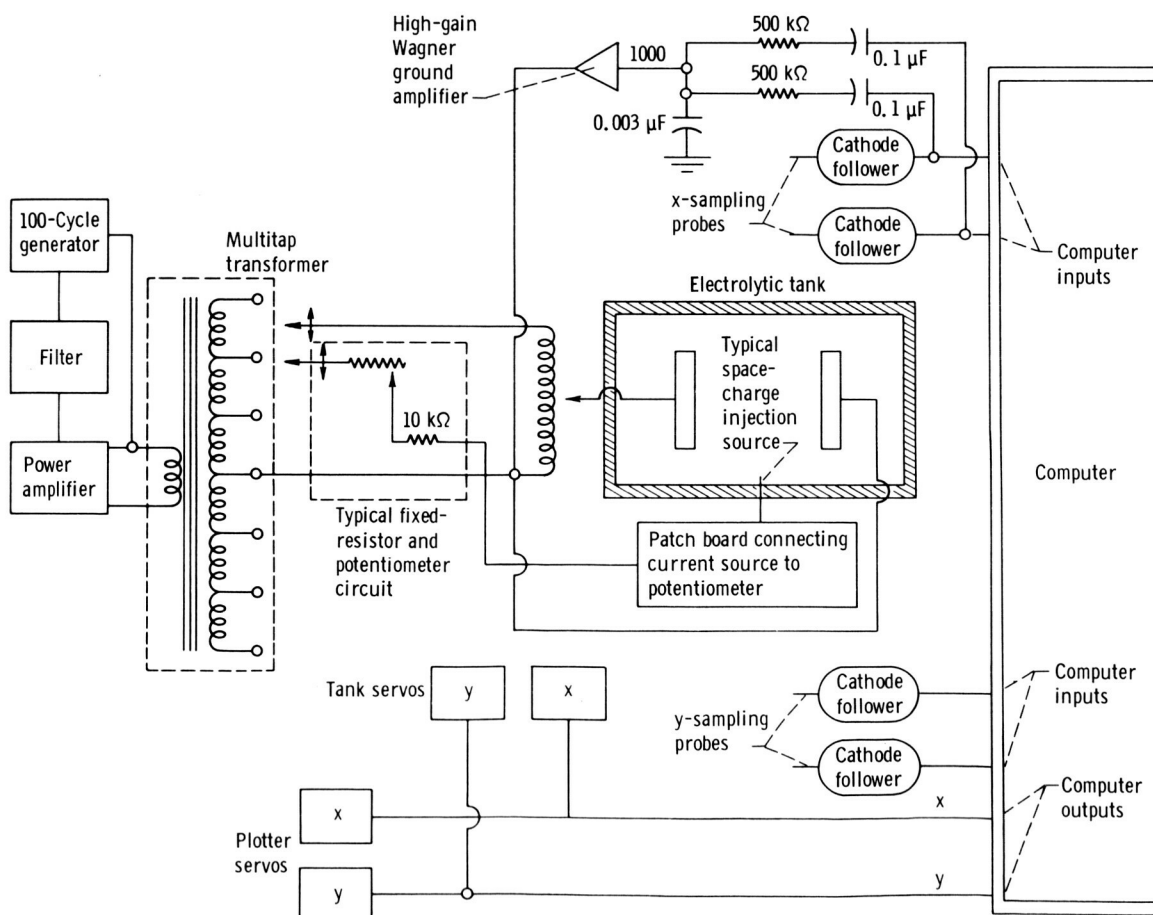 High-gain
Wagner
ground
amplifier
1000
500 kΩ
0.1 μF
500 kΩ
0.1 μF
0.003 μF
Cathode
follower
x-sampling
probes
Cathode
follower
Computer
inputs
100-Cycle
generator
Multitap
transformer
Filter
Power
amplifier
10 kΩ
Typical fixed-
resistor and
potentiometer
circuit
Electrolytic tank
Typical
space-
charge
injection
source
Patch board connecting
current source to
potentiometer
Computer
Tank servos
y
x
Cathode
follower
y-sampling
probes
Cathode
follower
Computer
inputs
Computer
outputs
Plotter
servos
x
x
y
y